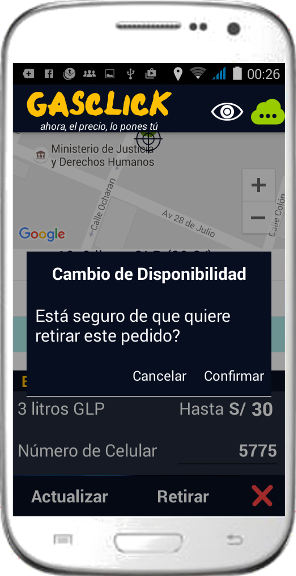 00:26
GASCLICK
ahora, el precio, lo pones tú
Ministerio de Justicia
y Derechos Humanos
Calle Ocharan
Av 28 de Julio
Calle Colón
+
−
Google
Cambio de Disponibilidad
Está seguro de que quiere
retirar este pedido?
Cancelar Confirmar
3 litros GLP Hasta S/ 30
Número de Celular 5775
Actualizar Retirar